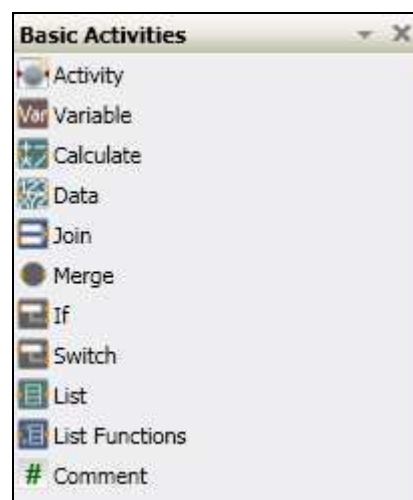 Basic Activities
Activity
Var Variable
Calculate
Data
Join
Merge
If
Switch
List
List Functions
# Comment